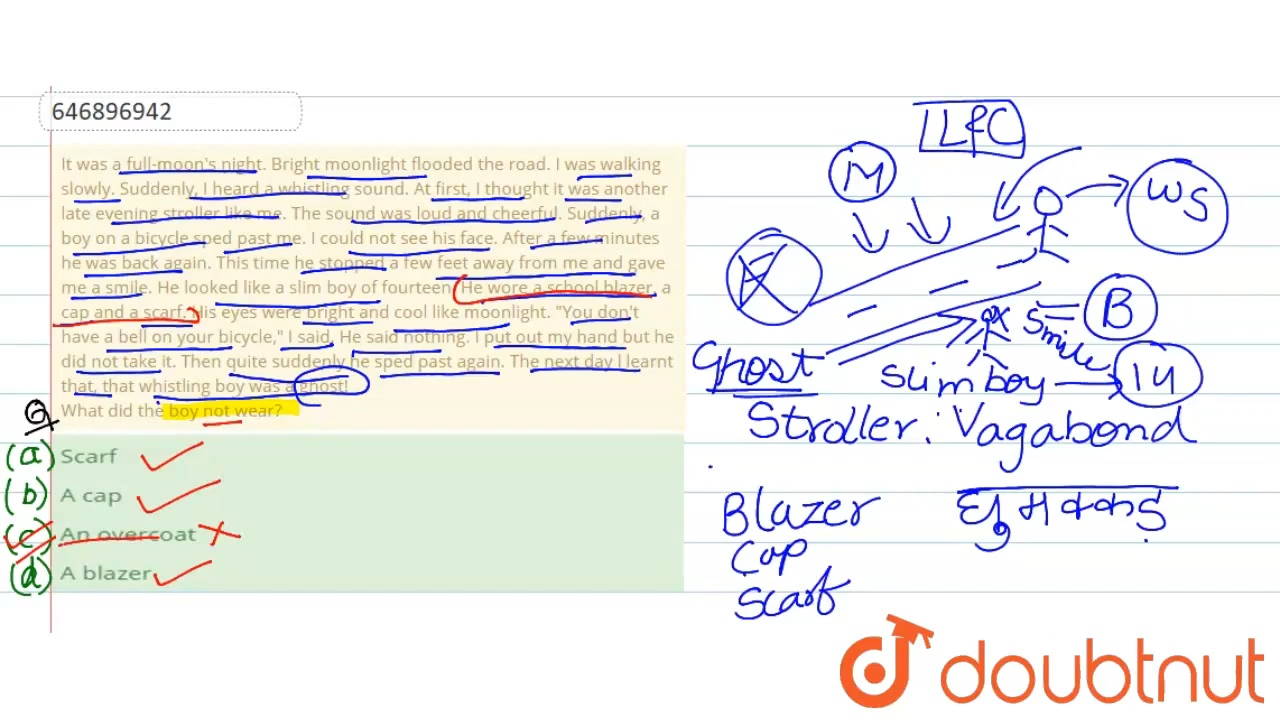 646896942
It was a full-moon's night. Bright moonlight flooded the road. I was walking
slowly. Suddenly, I heard a whistling sound. At first, I thought it was another
late evening stroller like me. The sound was loud and cheerful. Suddenly, a
boy on a bicycle sped past me. I could not see his face. After a few minutes
he was back again. This time he stopped a few feet away from me and gave
me a smile. He looked like a slim boy of fourteen. He wore a school blazer, a
cap and a scarf. His eyes were bright and cool like moonlight. "You don't
have a bell on your bicycle," I said. He said nothing. I put out my hand but he
did not take it. Then quite suddenly he sped past again. The next day I learnt
that, that whistling boy was a ghost!
Q What did the boy not wear?
(a) Scarf
(b) A cap
(c) An overcoat
(d) A blazer
M
WS
B
Smile
Ghost
Slim boy 14
Stroller: Vagabond
Blazer घुमक्कड़
Cap
Scarf
doubtnut